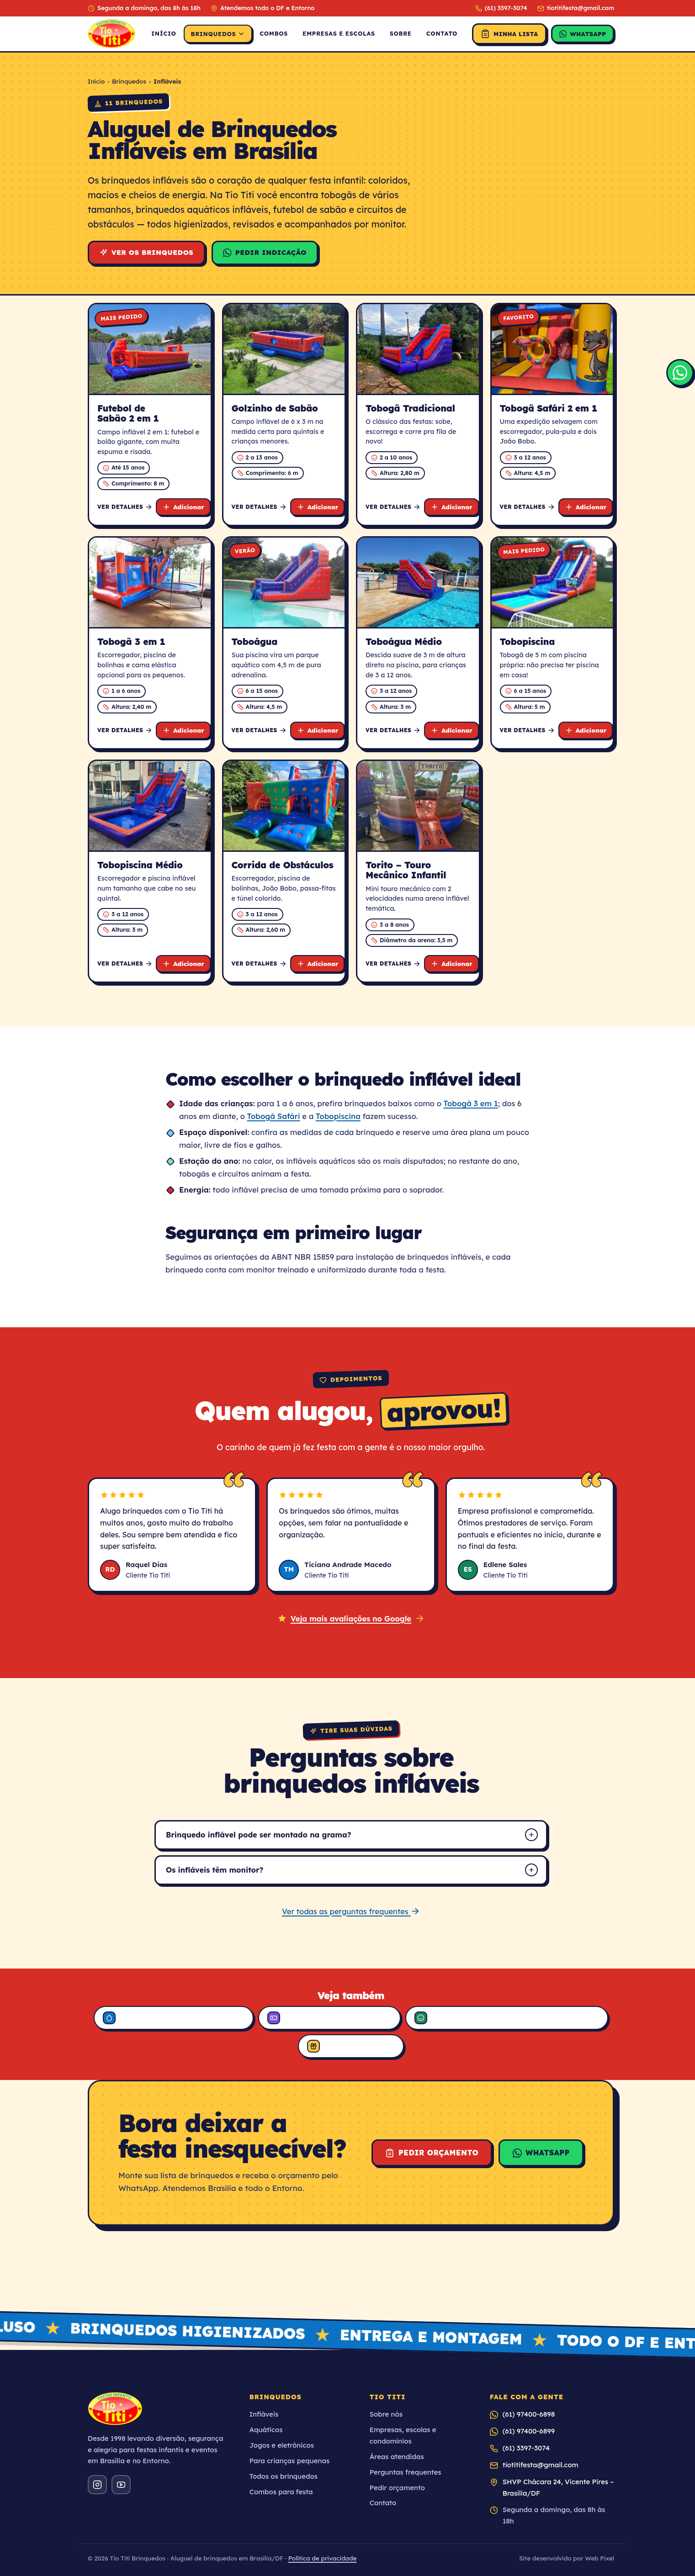 Segunda a domingo, das 8h às 18h
Atendemos todo o DF e Entorno
(61) 3397-3074
tiotitifesta@gmail.com
Tio Titi
INÍCIO
BRINQUEDOS
COMBOS
EMPRESAS E ESCOLAS
SOBRE
CONTATO
MINHA LISTA
WHATSAPP
Início › Brinquedos › Infláveis
11 BRINQUEDOS
Aluguel de Brinquedos
Infláveis em Brasília
Os brinquedos infláveis são o coração de qualquer festa infantil: coloridos,
macios e cheios de energia. Na Tio Titi você encontra tobogãs de vários
tamanhos, brinquedos aquáticos infláveis, futebol de sabão e circuitos de
obstáculos — todos higienizados, revisados e acompanhados por monitor.
VER OS BRINQUEDOS
PEDIR INDICAÇÃO
MAIS PEDIDO
Futebol de
Sabão 2 em 1
Campo inflável 2 em 1: futebol e
bolão gigante, com muita
espuma e risada.
Até 15 anos
Comprimento: 8 m
VER DETALHES
Adicionar
Golzinho de Sabão
Campo inflável de 6 x 3 m na
medida certa para quintais e
crianças menores.
2 a 13 anos
Comprimento: 6 m
VER DETALHES
Adicionar
Tobogã Tradicional
O clássico das festas: sobe,
escorrega e corre pra fila de
novo!
2 a 10 anos
Altura: 2,80 m
VER DETALHES
Adicionar
FAVORITO
Tobogã Safári 2 em 1
Uma expedição selvagem com
escorregador, pula-pula e dois
João Bobo.
3 a 12 anos
Altura: 4,5 m
VER DETALHES
Adicionar
Tobogã 3 em 1
Escorregador, piscina de
bolinhas e cama elástica
opcional para os pequenos.
1 a 6 anos
Altura: 2,40 m
VER DETALHES
Adicionar
VERÃO
Toboágua
Sua piscina vira um parque
aquático com 4,5 m de pura
adrenalina.
6 a 15 anos
Altura: 4,5 m
VER DETALHES
Adicionar
Toboágua Médio
Descida suave de 3 m de altura
direto na piscina, para crianças
de 3 a 12 anos.
3 a 12 anos
Altura: 3 m
VER DETALHES
Adicionar
MAIS PEDIDO
Tobopiscina
Tobogã de 5 m com piscina
própria: não precisa ter piscina
em casa!
6 a 15 anos
Altura: 5 m
VER DETALHES
Adicionar
Tobopiscina Médio
Escorregador e piscina inflável
num tamanho que cabe no seu
quintal.
3 a 12 anos
Altura: 3 m
VER DETALHES
Adicionar
Corrida de Obstáculos
Escorregador, piscina de
bolinhas, João Bobo, passa-fitas
e túnel colorido.
3 a 12 anos
Altura: 2,60 m
VER DETALHES
Adicionar
Torito – Touro
Mecânico Infantil
Mini touro mecânico com 2
velocidades numa arena inflável
temática.
3 a 8 anos
Diâmetro da arena: 3,5 m
VER DETALHES
Adicionar
Como escolher o brinquedo inflável ideal
Idade das crianças: para 1 a 6 anos, prefira brinquedos baixos como o Tobogã 3 em 1; dos 6
anos em diante, o Tobogã Safári e a Tobopiscina fazem sucesso.
Espaço disponível: confira as medidas de cada brinquedo e reserve uma área plana um pouco
maior, livre de fios e galhos.
Estação do ano: no calor, os infláveis aquáticos são os mais disputados; no restante do ano,
tobogãs e circuitos animam a festa.
Energia: todo inflável precisa de uma tomada próxima para o soprador.
Segurança em primeiro lugar
Seguimos as orientações da ABNT NBR 15859 para instalação de brinquedos infláveis, e cada
brinquedo conta com monitor treinado e uniformizado durante toda a festa.
DEPOIMENTOS
Quem alugou, aprovou!
O carinho de quem já fez festa com a gente é o nosso maior orgulho.
Alugo brinquedos com o Tio Titi há
muitos anos, gosto muito do trabalho
deles. Sou sempre bem atendida e fico
super satisfeita.
RD
Raquel Dias
Cliente Tio Titi
Os brinquedos são ótimos, muitas
opções, sem falar na pontualidade e
organização.
TM
Ticiana Andrade Macedo
Cliente Tio Titi
Empresa profissional e comprometida.
Ótimos prestadores de serviço. Foram
pontuais e eficientes no início, durante e
no final da festa.
ES
Edlene Sales
Cliente Tio Titi
Veja mais avaliações no Google
TIRE SUAS DÚVIDAS
Perguntas sobre
brinquedos infláveis
Brinquedo inflável pode ser montado na grama?
Os infláveis têm monitor?
Ver todas as perguntas frequentes
Veja também
Bora deixar a
festa inesquecível?
Monte sua lista de brinquedos e receba o orçamento pelo
WhatsApp. Atendemos Brasília e todo o Entorno.
PEDIR ORÇAMENTO
WHATSAPP
LUSO ★ BRINQUEDOS HIGIENIZADOS ★ ENTREGA E MONTAGEM ★ TODO O DF E ENT
Tio Titi
Desde 1998 levando diversão, segurança
e alegria para festas infantis e eventos
em Brasília e no Entorno.
BRINQUEDOS
Infláveis
Aquáticos
Jogos e eletrônicos
Para crianças pequenas
Todos os brinquedos
Combos para festa
TIO TITI
Sobre nós
Empresas, escolas e
condomínios
Áreas atendidas
Perguntas frequentes
Pedir orçamento
Contato
FALE COM A GENTE
(61) 97400-6898
(61) 97400-6899
(61) 3397-3074
tiotitifesta@gmail.com
SHVP Chácara 24, Vicente Pires –
Brasília/DF
Segunda a domingo, das 8h às
18h
© 2026 Tio Titi Brinquedos · Aluguel de brinquedos em Brasília/DF · Política de privacidade
Site desenvolvido por Web Pixel